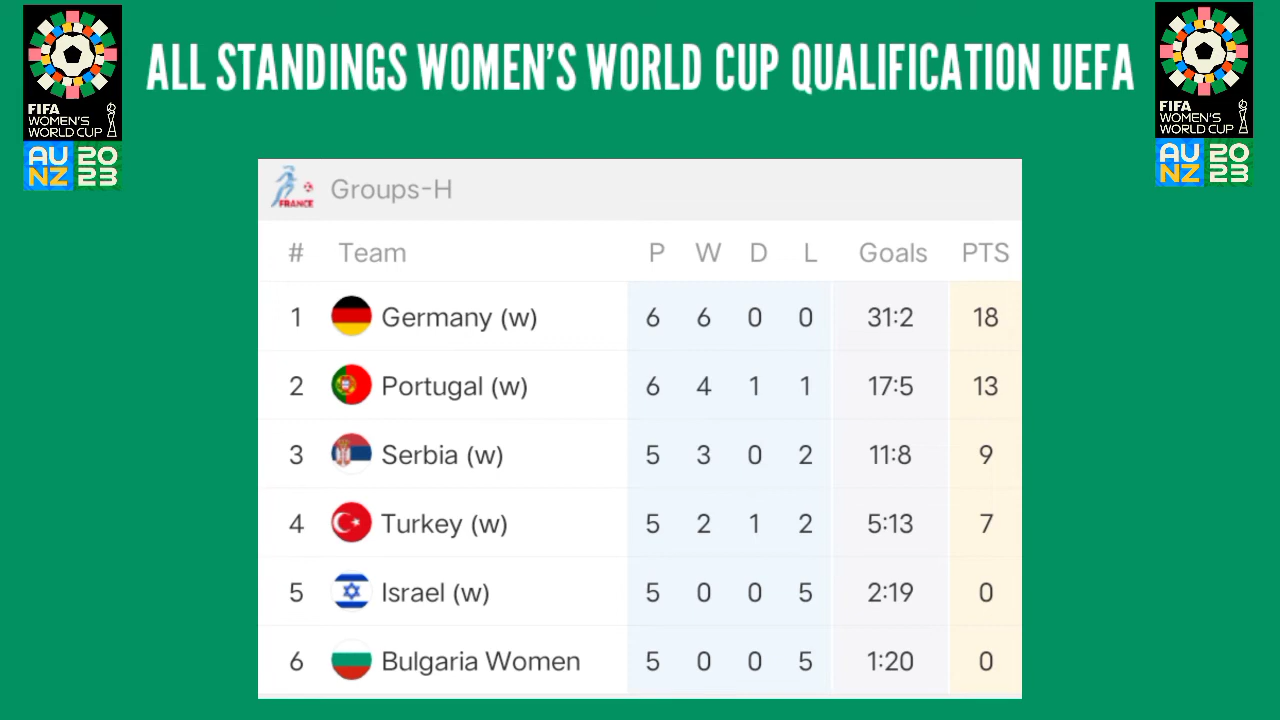 ALL STANDINGS WOMEN'S WORLD CUP QUALIFICATION UEFA
FIFA
WOMEN'S
WORLD CUP
AU 20
NZ 23
FIFA
WOMEN'S
WORLD CUP
AU 20
NZ 23
FRANCE Groups-H
# Team P W D L Goals PTS
1 Germany (w) 6 6 0 0 31:2 18
2 Portugal (w) 6 4 1 1 17:5 13
3 Serbia (w) 5 3 0 2 11:8 9
4 Turkey (w) 5 2 1 2 5:13 7
5 Israel (w) 5 0 0 5 2:19 0
6 Bulgaria Women 5 0 0 5 1:20 0